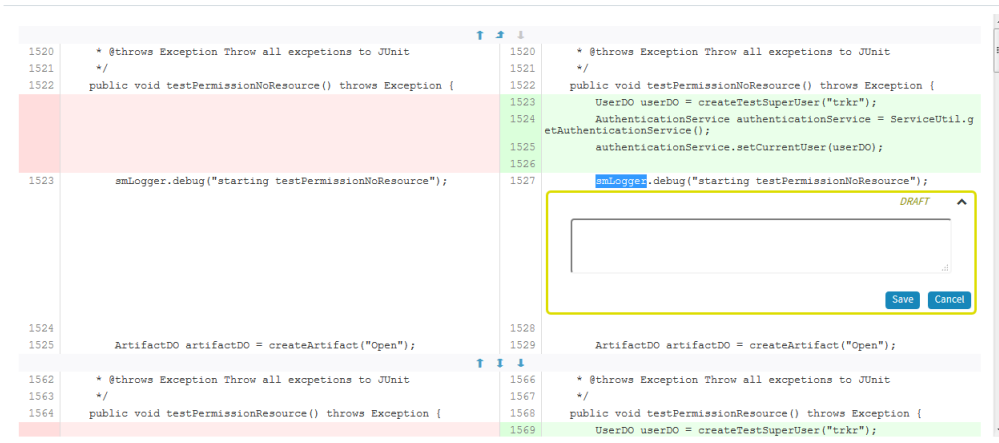 1520 * @throws Exception Throw all excpetions to JUnit 1520 * @throws Exception Throw all excpetions to JUnit
1521 */ 1521 */
1522 public void testPermissionNoResource() throws Exception { 1522 public void testPermissionNoResource() throws Exception {
1523 UserDO userDO = createTestSuperUser("trkr");
1524 AuthenticationService authenticationService = ServiceUtil.g
etAuthenticationService();
1525 authenticationService.setCurrentUser(userDO);
1526
1523 smLogger.debug("starting testPermissionNoResource"); 1527 smLogger.debug("starting testPermissionNoResource");
DRAFT
Save Cancel
1524 1528
1525 ArtifactDO artifactDO = createArtifact("Open"); 1529 ArtifactDO artifactDO = createArtifact("Open");
1562 * @throws Exception Throw all excpetions to JUnit 1566 * @throws Exception Throw all excpetions to JUnit
1563 */ 1567 */
1564 public void testPermissionResource() throws Exception { 1568 public void testPermissionResource() throws Exception {
1569 UserDO userDO = createTestSuperUser("trkr");